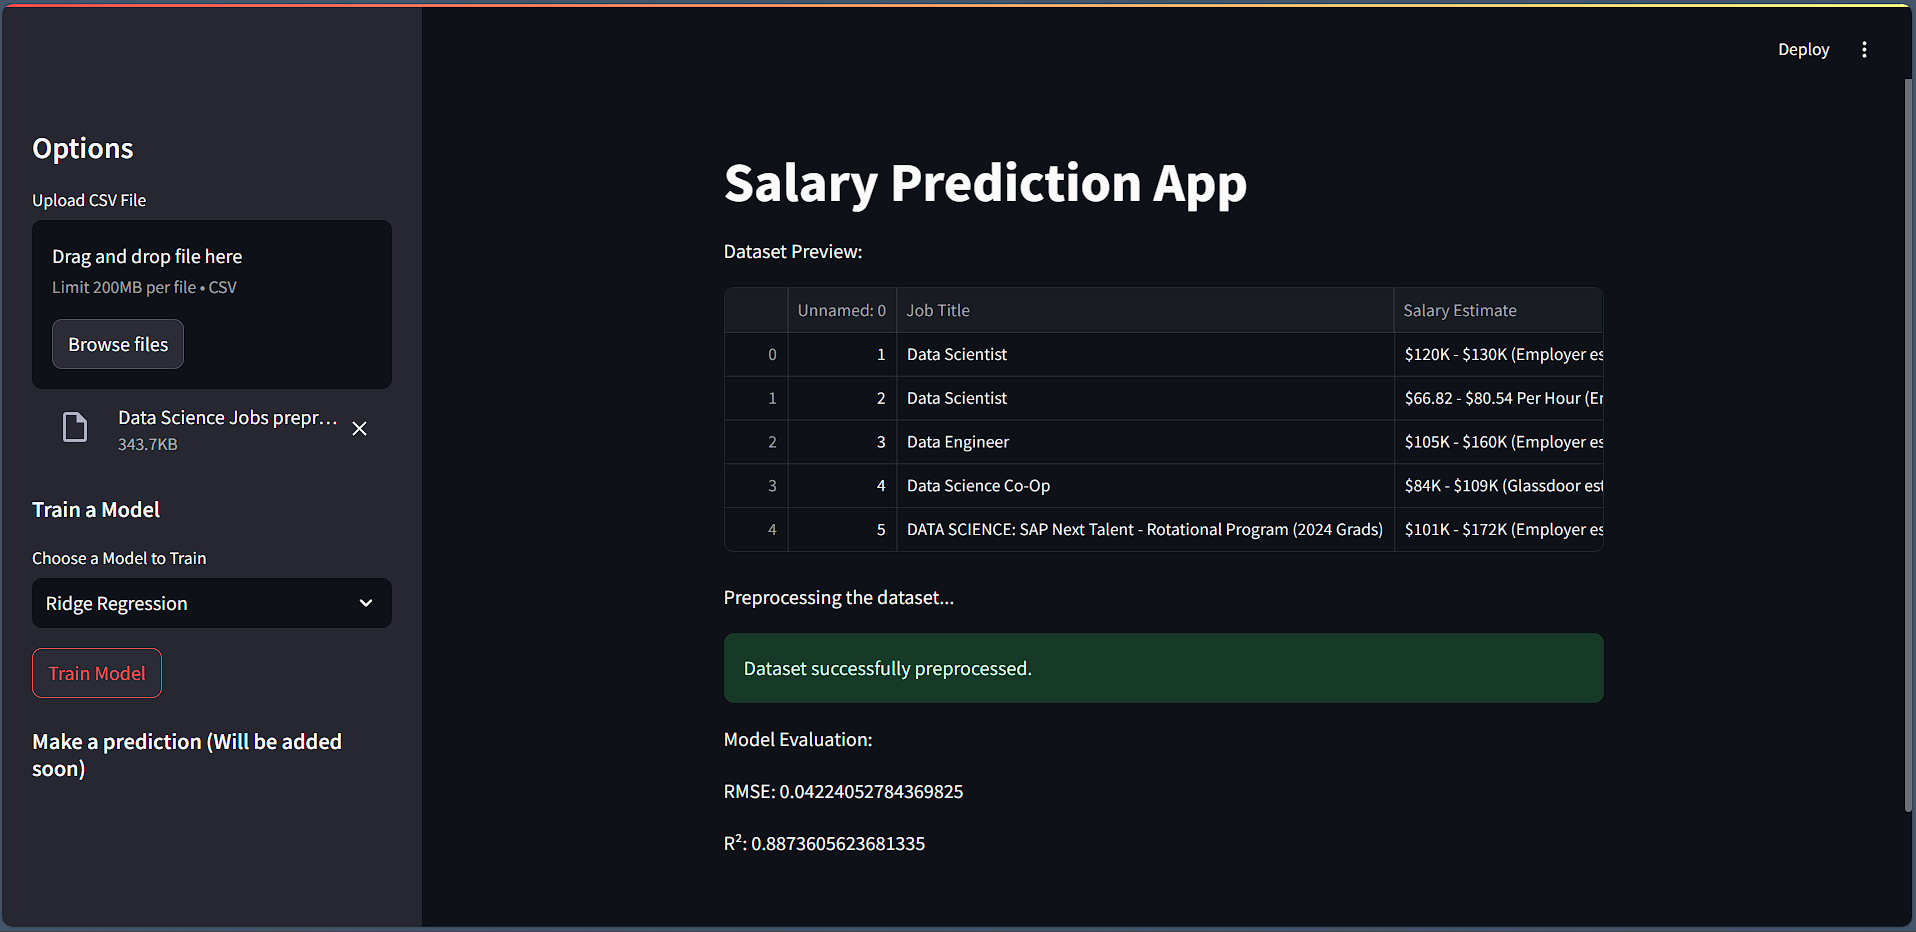 Deploy
Options
Upload CSV File
Drag and drop file here
Limit 200MB per file • CSV
Browse files
Data Science Jobs prepr...
343.7KB
Train a Model
Choose a Model to Train
Ridge Regression
Train Model
Make a prediction (Will be added
soon)
Salary Prediction App
Dataset Preview:
Unnamed: 0 Job Title Salary Estimate
0 1 Data Scientist $120K - $130K (Employer es
1 2 Data Scientist $66.82 - $80.54 Per Hour (Er
2 3 Data Engineer $105K - $160K (Employer es
3 4 Data Science Co-Op $84K - $109K (Glassdoor est
4 5 DATA SCIENCE: SAP Next Talent - Rotational Program (2024 Grads) $101K - $172K (Employer es
Preprocessing the dataset...
Dataset successfully preprocessed.
Model Evaluation:
RMSE: 0.04224052784369825
R²: 0.8873605623681335